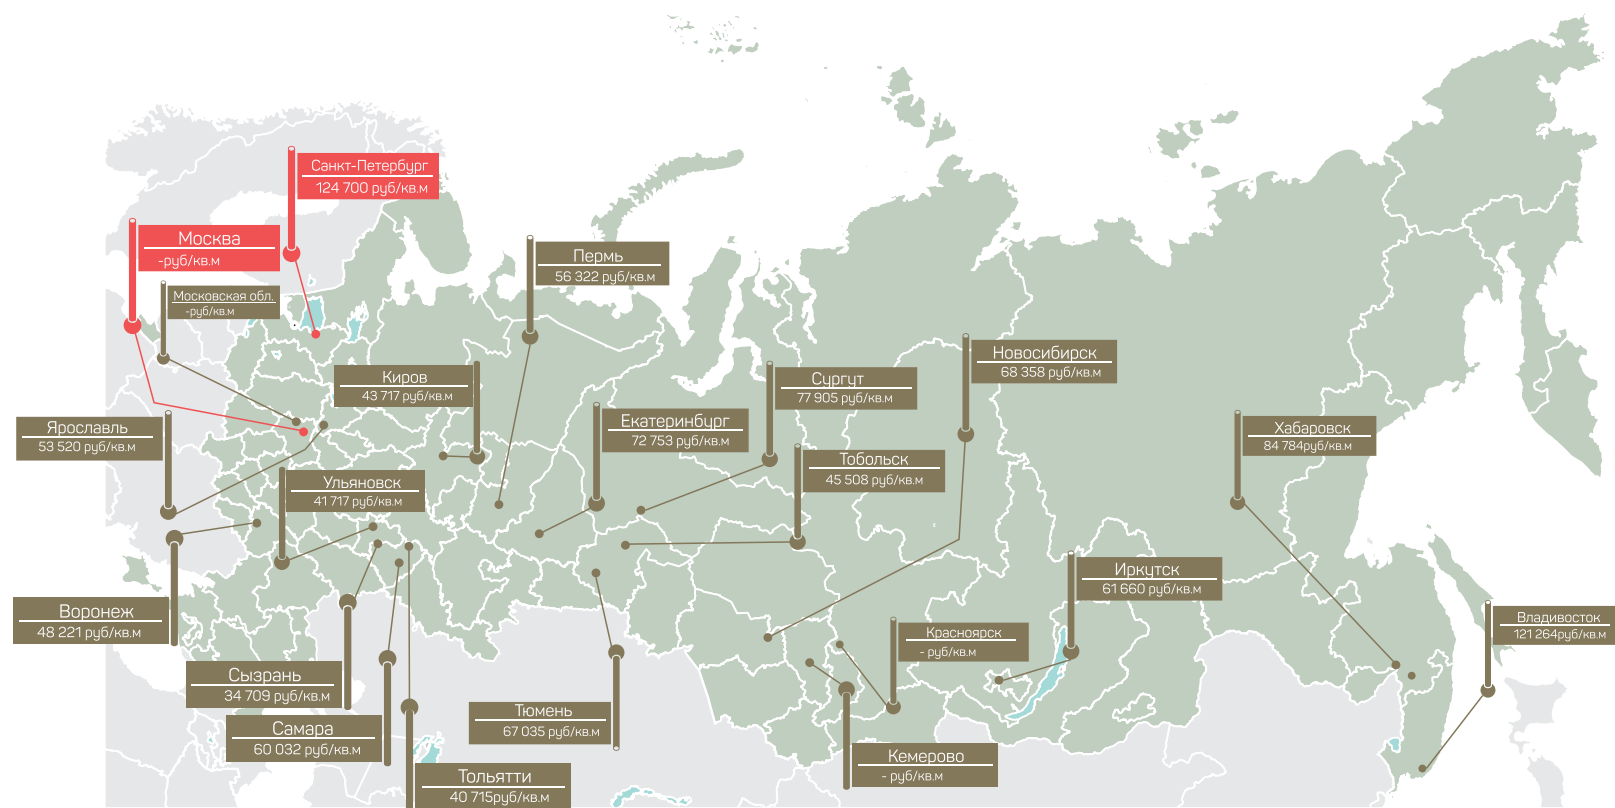 Санкт-Петербург
124 700 руб/кв.м
Москва
-руб/кв.м
Пермь
56 322 руб/кв.м
Московская обл.
-руб/кв.м
Новосибирск
68 358 руб/кв.м
Киров
43 717 руб/кв.м
Сургут
77 905 руб/кв.м
Екатеринбург
72 753 руб/кв.м
Хабаровск
84 784руб/кв.м
Ярославль
53 520 руб/кв.м
Тобольск
45 508 руб/кв.м
Ульяновск
41 717 руб/кв.м
Иркутск
61 660 руб/кв.м
Воронеж
48 221 руб/кв.м
Владивосток
121 264руб/кв.м
Красноярск
- руб/кв.м
Сызрань
34 709 руб/кв.м
Тюмень
67 035 руб/кв.м
Самара
60 032 руб/кв.м
Кемерово
- руб/кв.м
Тольятти
40 715руб/кв.м